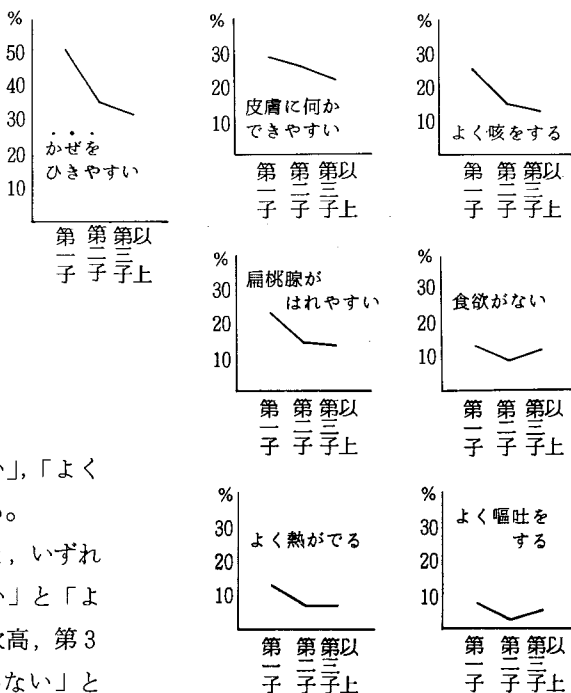 %
50
40
30
20
10
かぜを
ひきやすい
第一子 第二子 第三子以上
%
30
20
10
皮膚に何か
できやすい
第一子 第二子 第三子以上
%
30
20
10
よく咳をする
第一子 第二子 第三子以上
%
30
20
10
扁桃腺が
はれやすい
第一子 第二子 第三子以上
%
30
20
10
食欲がない
第一子 第二子 第三子以上
%
30
20
10
よく熱がでる
第一子 第二子 第三子以上
%
30
20
10
よく嘔吐を
する
第一子 第二子 第三子以上
い」,「よく
。
,いずれ
い」と「よ
高,第3
ない」と